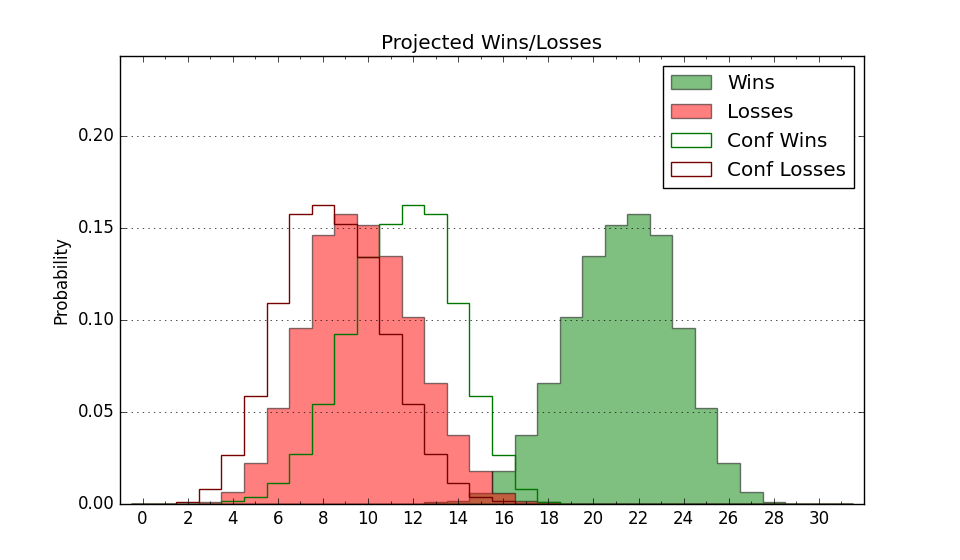 Projected Wins/Losses
Wins
Losses
Conf Wins
Conf Losses
Probability
0.20
0.15
0.10
0.05
0.00
0 2 4 6 8 10 12 14 16 18 20 22 24 26 28 30